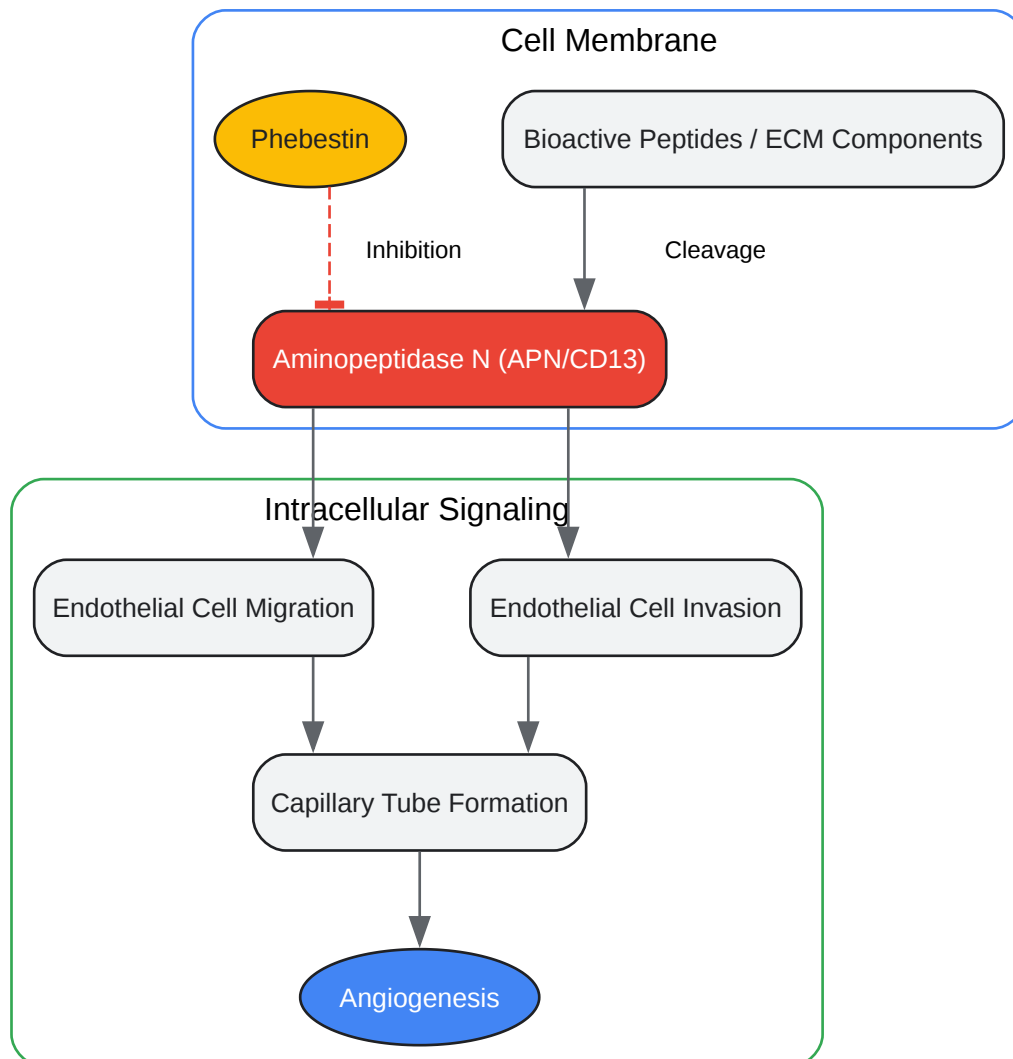 Cell Membrane
Phebestin
Bioactive Peptides / ECM Components
Inhibition
Cleavage
Aminopeptidase N (APN/CD13)
Intracellular Signaling
Endothelial Cell Migration
Endothelial Cell Invasion
Capillary Tube Formation
Angiogenesis